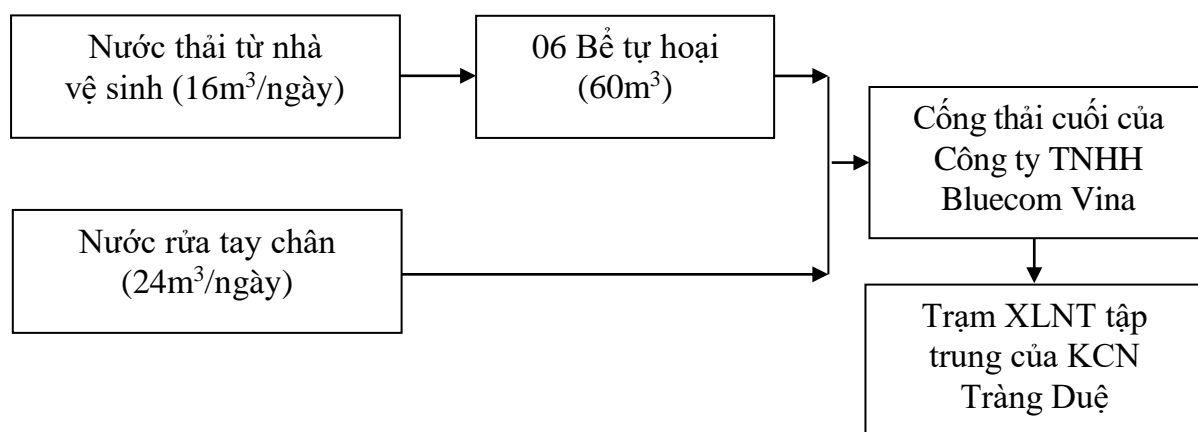 Nước thải từ nhà
vệ sinh (16m³/ngày)
06 Bể tự hoại
(60m³)
Cống thải cuối của
Công ty TNHH
Bluecom Vina
Nước rửa tay chân
(24m³/ngày)
Trạm XLNT tập
trung của KCN
Tràng Duệ